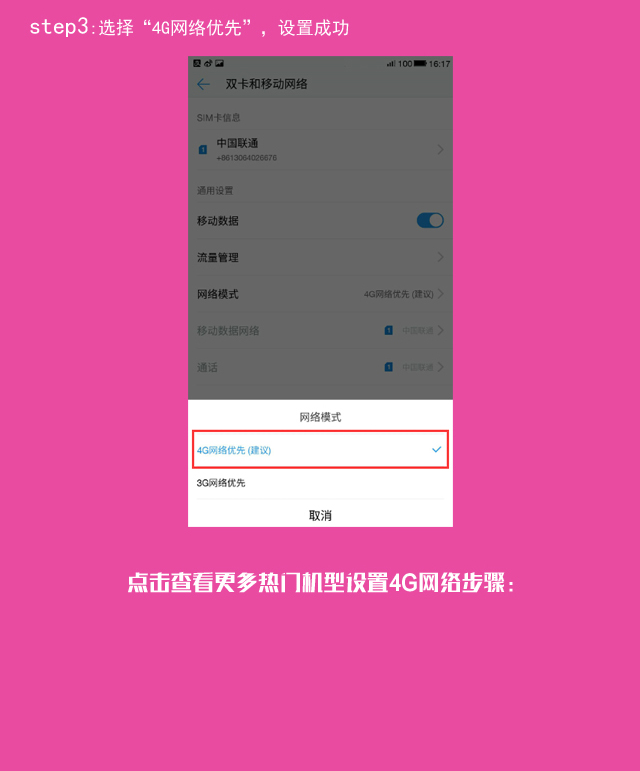 step3:选择“4G网络优先”，设置成功
100 16:17
双卡和移动网络
SIM卡信息
中国联通
+8613064026676
通用设置
移动数据
流量管理
网络模式 4G网络优先 (建议)
移动数据网络 1 中国联通
通话 1 中国联通
网络模式
4G网络优先 (建议)
3G网络优先
取消
点击查看更多热门机型设置4G网络步骤：